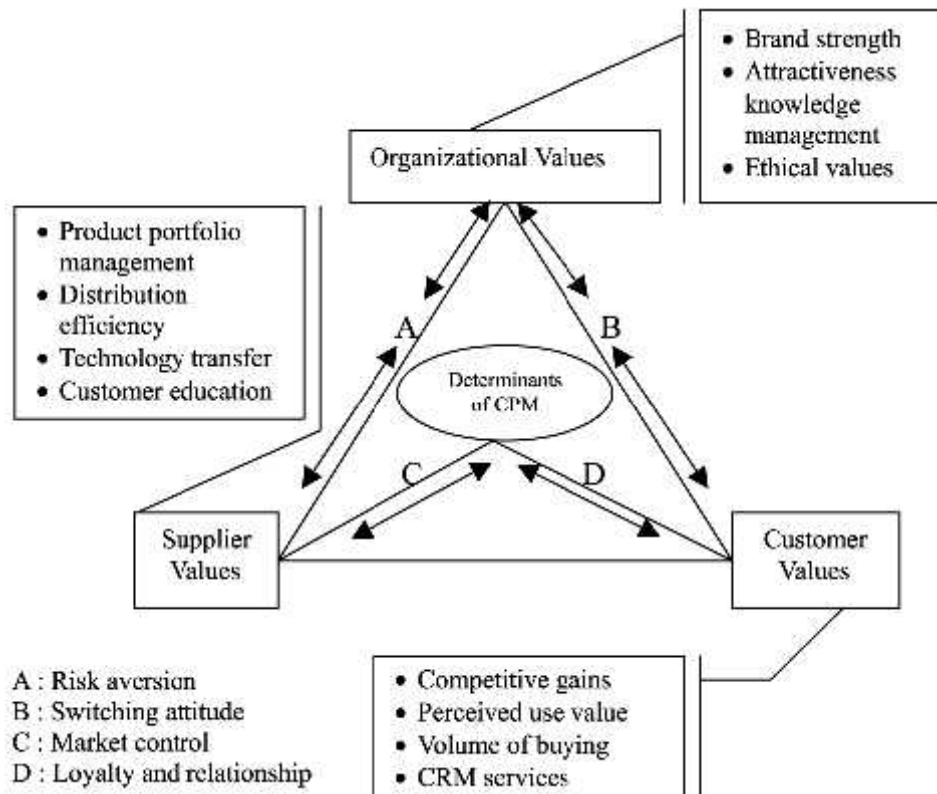 • Brand strength
• Attractiveness
knowledge
management
• Ethical values
Organizational Values
• Product portfolio
management
• Distribution
efficiency
• Technology transfer
• Customer education
A
B
Determinants
of CPM
C
D
Supplier
Values
Customer
Values
A : Risk aversion
B : Switching attitude
C : Market control
D : Loyalty and relationship
• Competitive gains
• Perceived use value
• Volume of buying
• CRM services